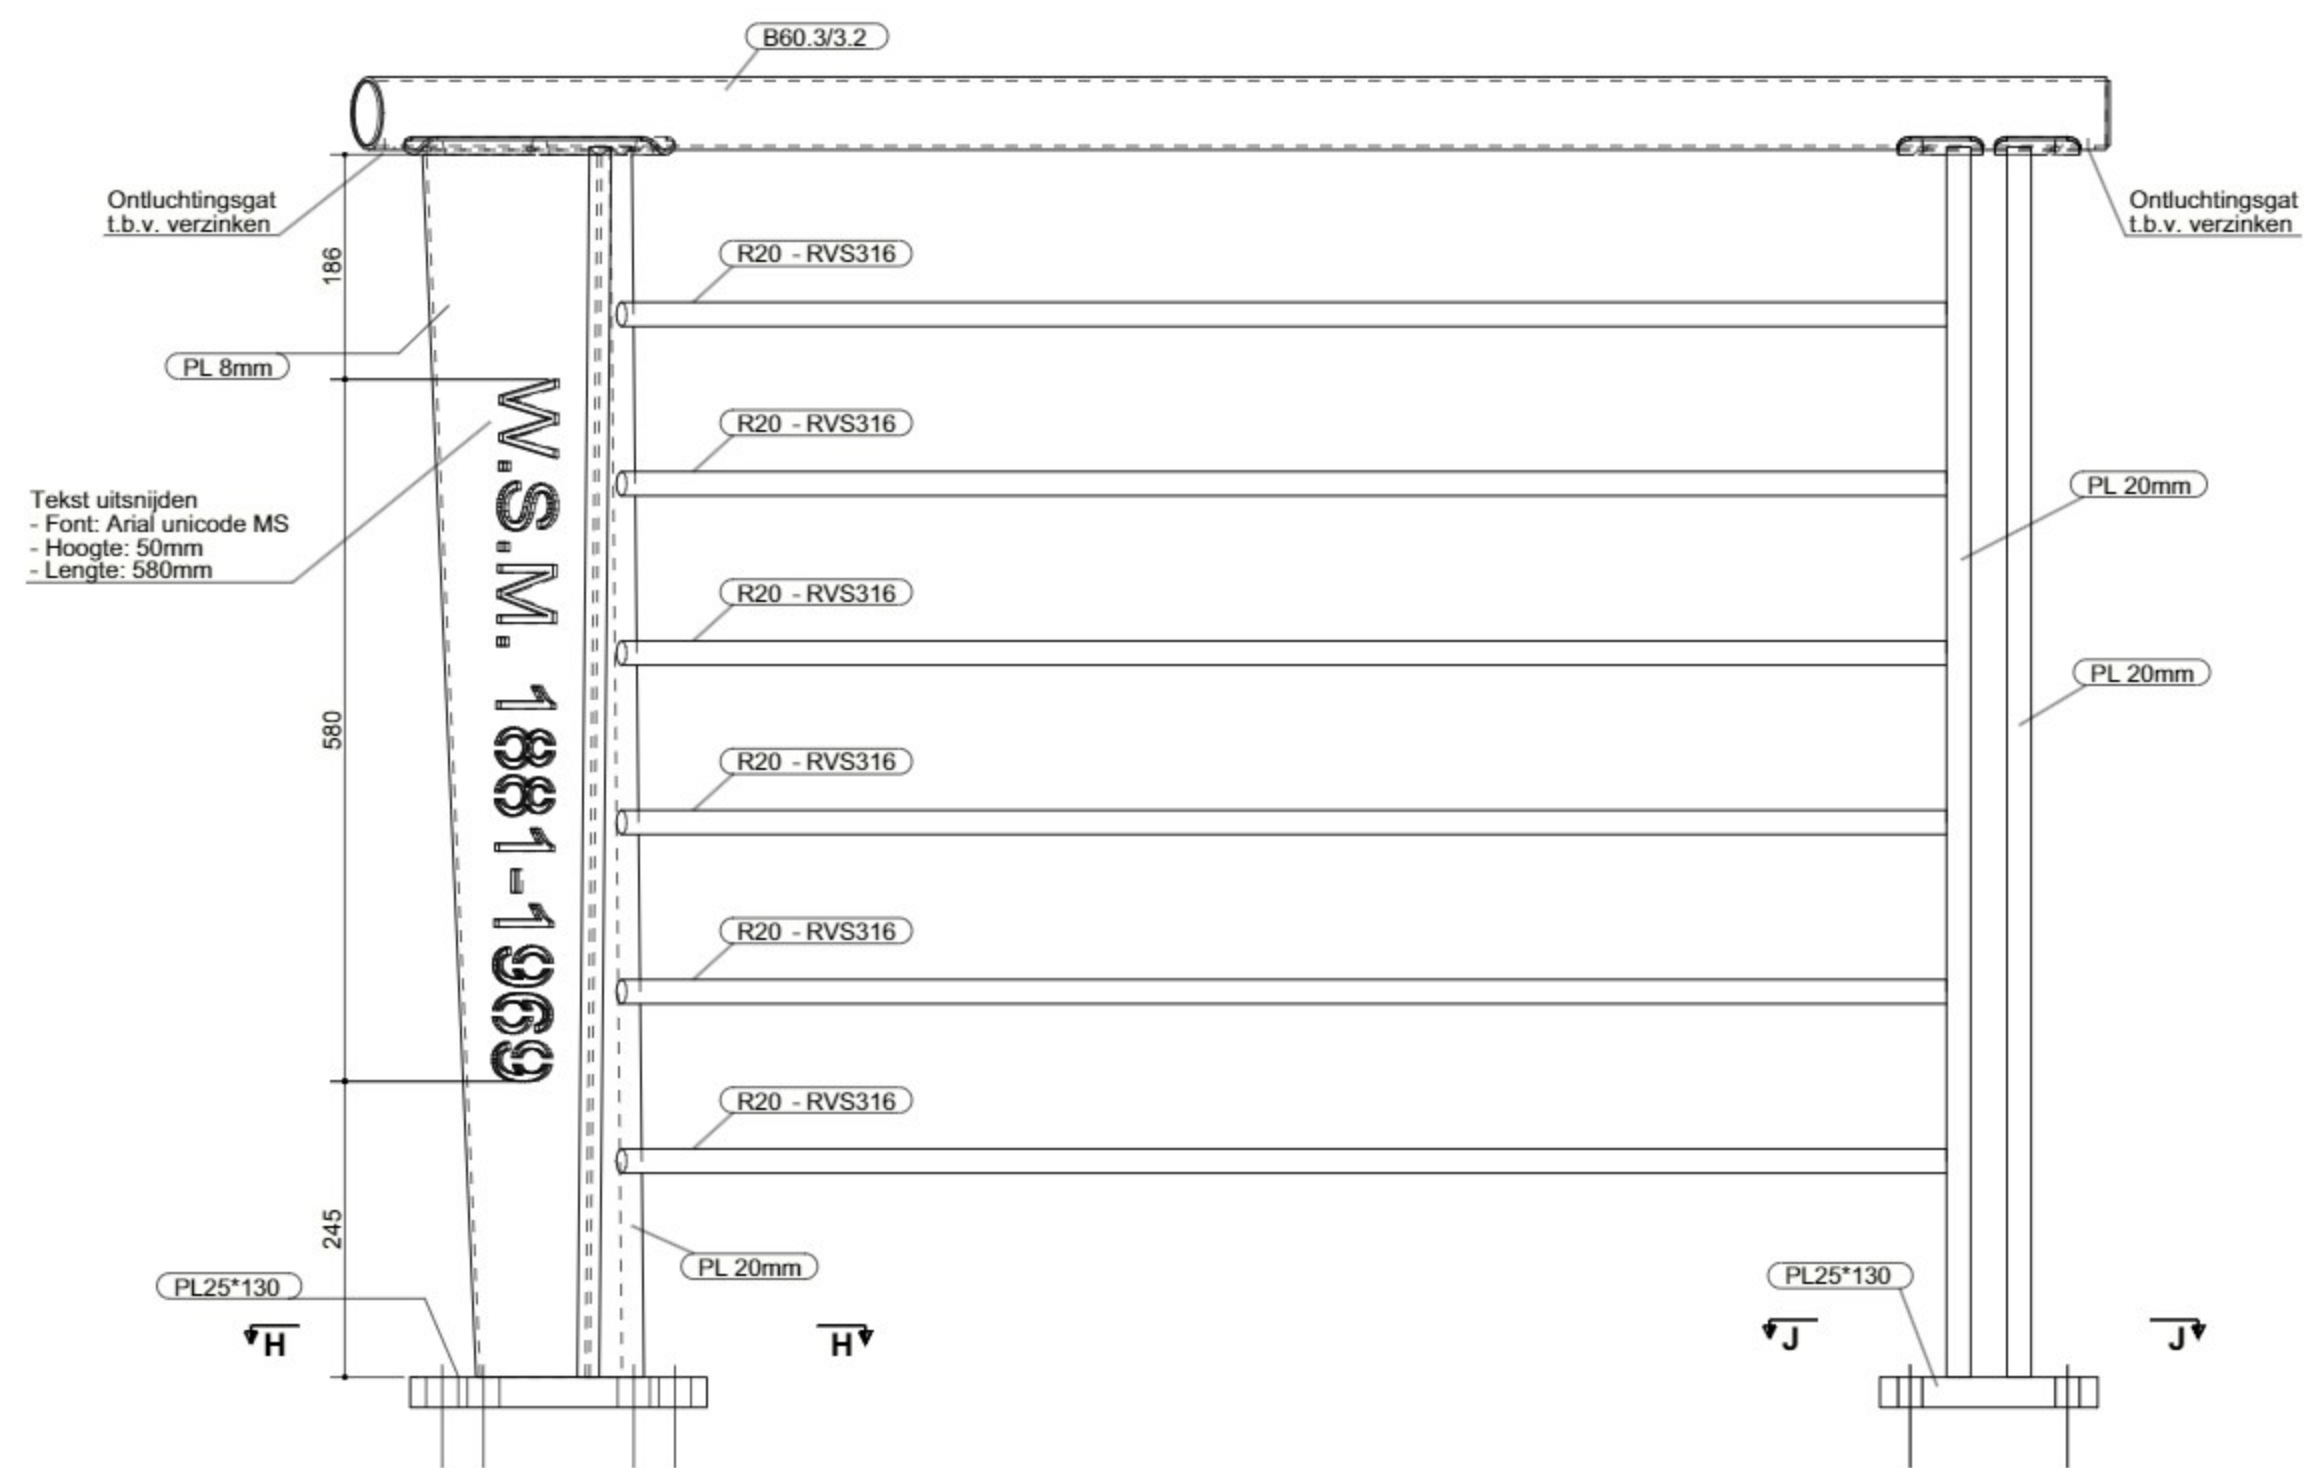 B60.3/3.2
Ontluchtingsgat
t.b.v. verzinken
Ontluchtingsgat
t.b.v. verzinken
186
R20 - RVS316
PL 8mm
W.S.M. 1881-1969
R20 - RVS316
Tekst uitsnijden
- Font: Arial unicode MS
- Hoogte: 50mm
- Lengte: 580mm
PL 20mm
R20 - RVS316
PL 20mm
580
R20 - RVS316
R20 - RVS316
R20 - RVS316
245
PL 20mm
PL25*130
PL25*130
H
H
J
J